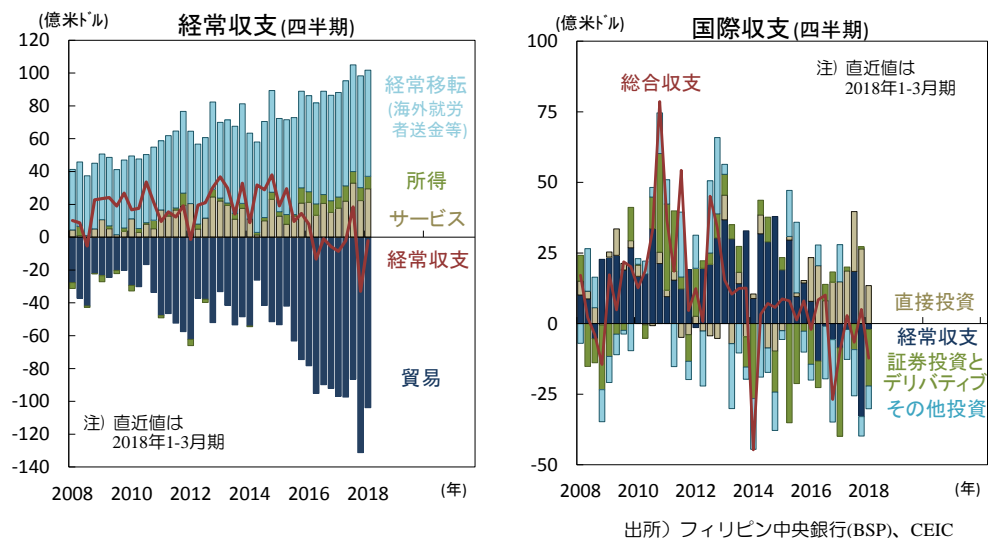 経常収支(四半期)
(億米ﾄﾞﾙ)
120
100
80
60
40
20
0
-20
-40
-60
-80
-100
-120
-140
経常移転
(海外就労
者送金等)
所得
サービス
経常収支
貿易
注) 直近値は
2018年1-3月期
2008 2010 2012 2014 2016 2018 (年)
国際収支(四半期)
(億米ﾄﾞﾙ)
100
75
50
25
0
-25
-50
総合収支
注) 直近値は
2018年1-3月期
直接投資
経常収支
証券投資と
デリバティブ
その他投資
2008 2010 2012 2014 2016 2018 (年)
出所）フィリピン中央銀行(BSP)、CEIC